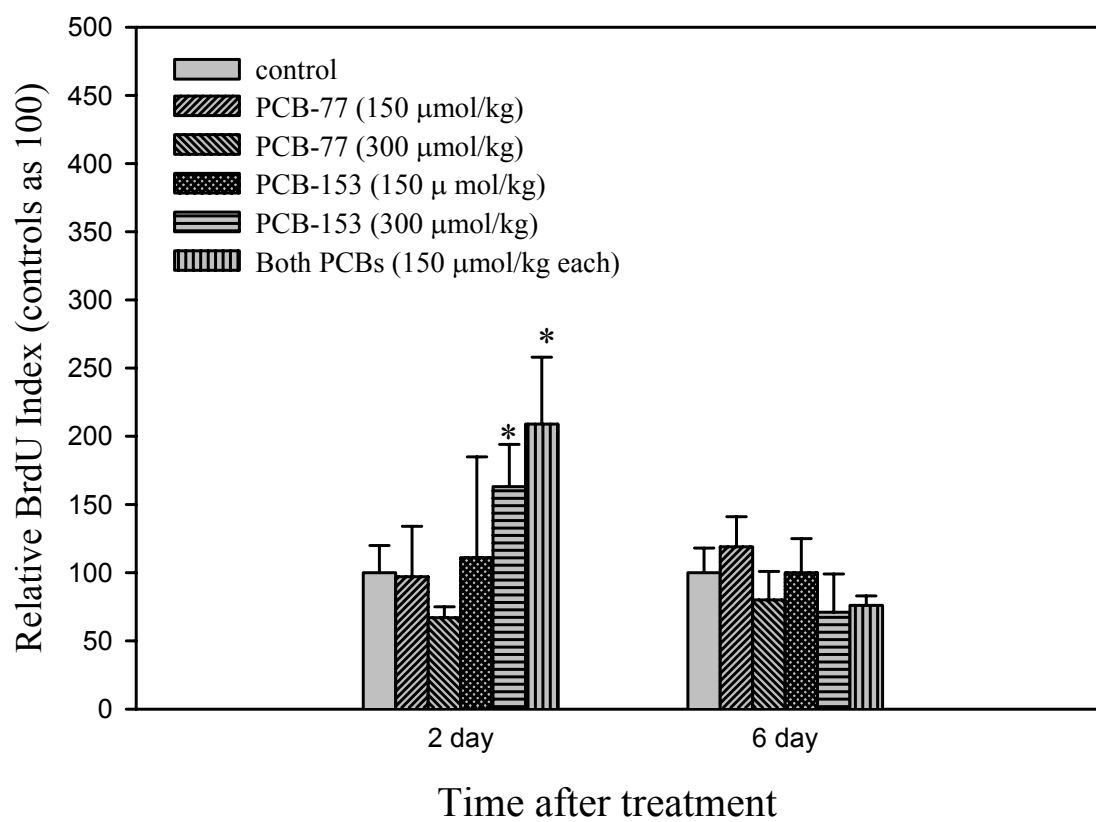 Relative BrdU Index (controls as 100)
500
450
400
350
300
250
200
150
100
50
0
control
PCB-77 (150 μmol/kg)
PCB-77 (300 μmol/kg)
PCB-153 (150 μ mol/kg)
PCB-153 (300 μmol/kg)
Both PCBs (150 μmol/kg each)
*
*
2 day 6 day
Time after treatment